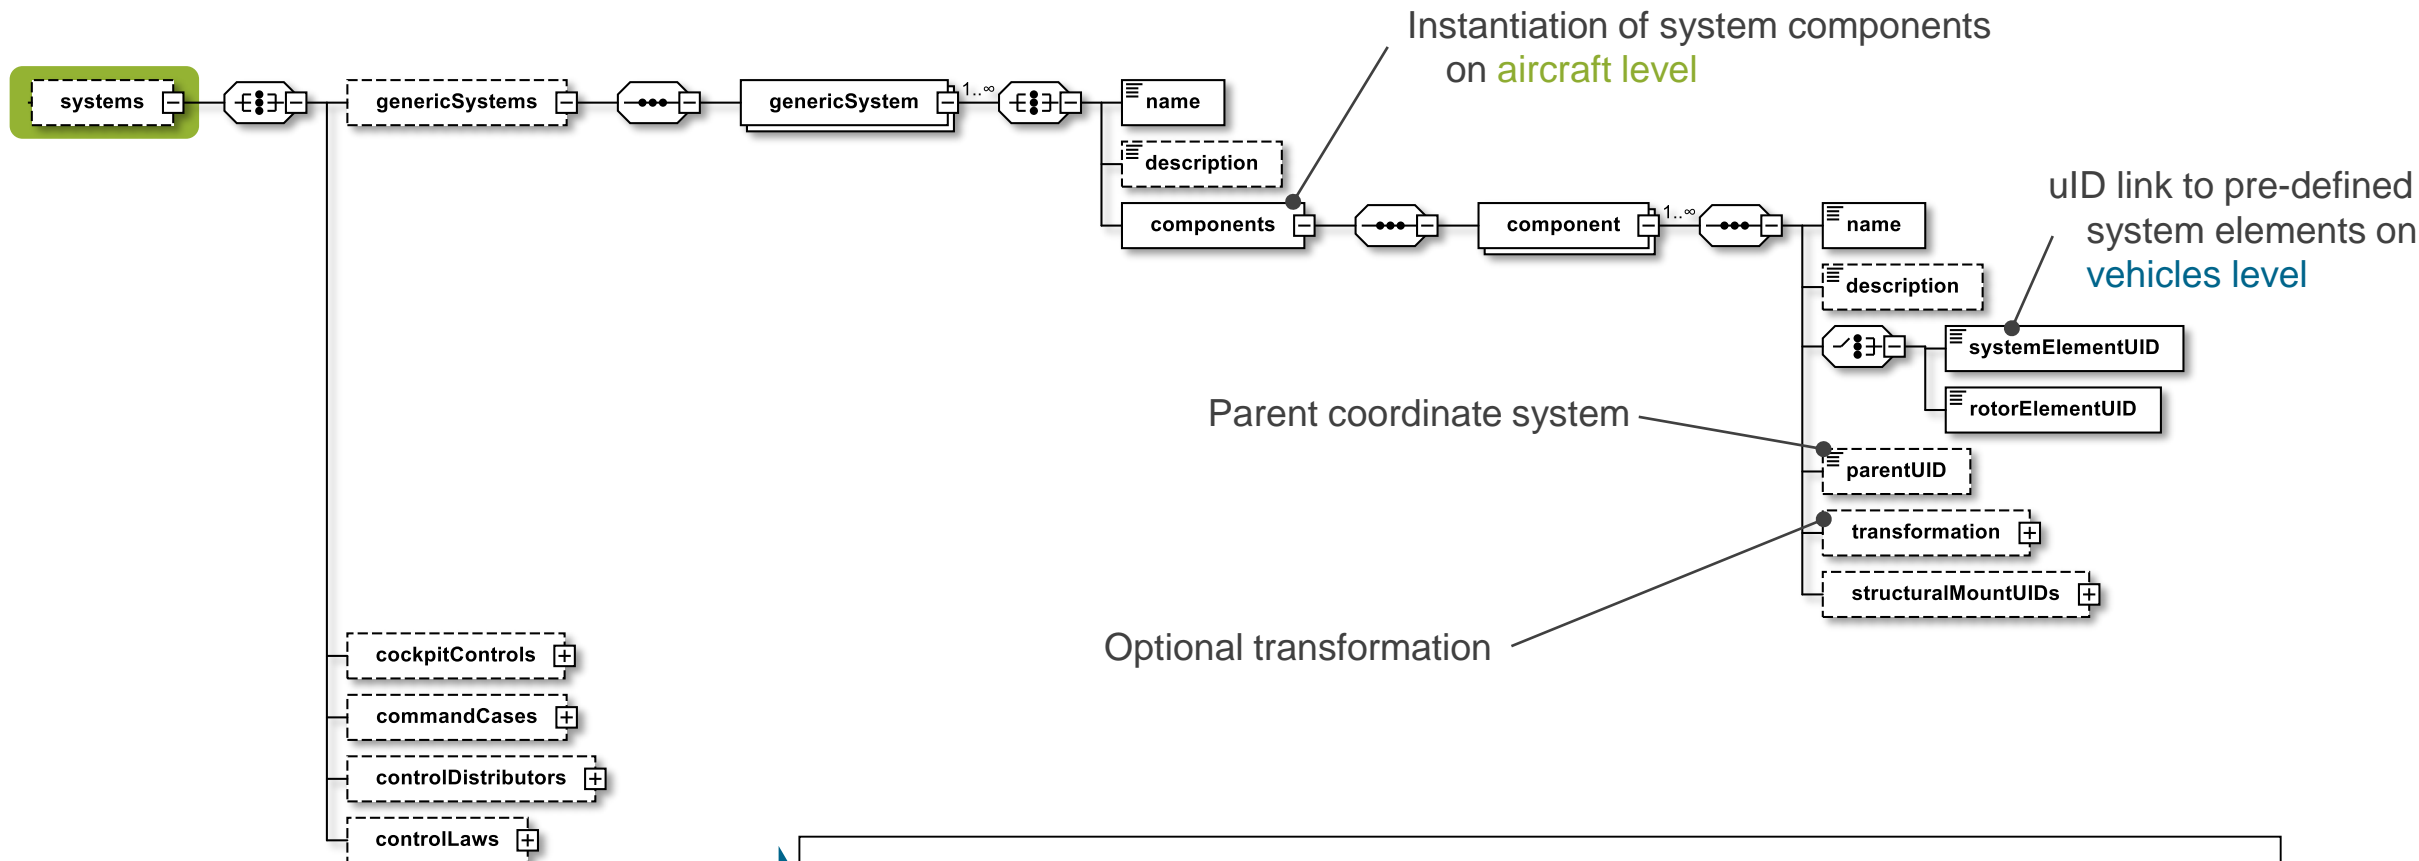 Instantiation of system components
on aircraft level
systems
genericSystems
genericSystem
1..∞
name
description
components
component
1..∞
name
description
uID link to pre-defined
system elements on
vehicles level
systemElementUID
rotorElementUID
Parent coordinate system
parentUID
transformation
structuralMountUIDs
Optional transformation
cockpitControls
commandCases
controlDistributors
controlLaws